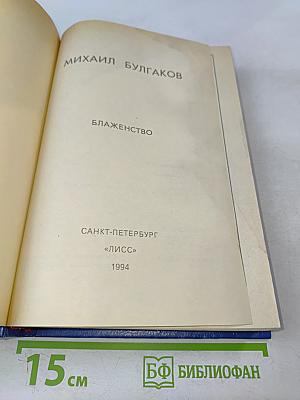 МИХАИЛ БУЛГАКОВ
БЛАЖЕНСТВО
САНКТ-ПЕТЕРБУРГ
«ЛИСС»
1994
15 см
БФ БИБЛИОФАН